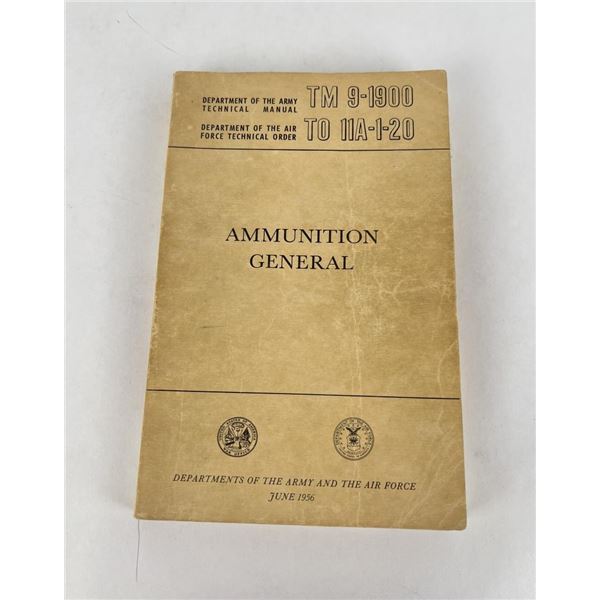 DEPARTMENT OF THE ARMY
TECHNICAL MANUAL
TM 9-1900
DEPARTMENT OF THE AIR
FORCE TECHNICAL ORDER
TO 11A-1-20
AMMUNITION
GENERAL
DEPARTMENTS OF THE ARMY AND THE AIR FORCE
JUNE 1956